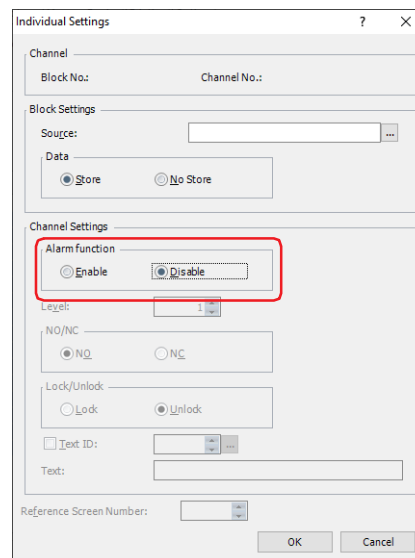 Individual Settings ? ×
Channel
Block No.: Channel No.:
Block Settings
Source: ...
Data
Store No Store
Channel Settings
Alarm function
Enable Disable
Level: 1
NO/NC
NO NC
Lock/Unlock
Lock Unlock
Text ID: ...
Text:
Reference Screen Number:
OK Cancel